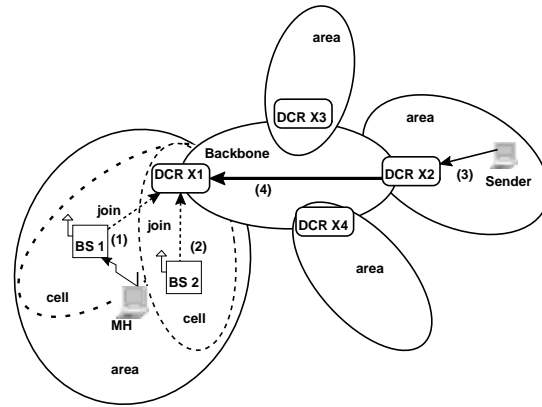 area
DCR X3
area
Backbone
DCR X1
DCR X2
(3)
Sender
(4)
join
(1)
join
(2)
DCR X4
BS 1
BS 2
cell
MH
cell
area
area